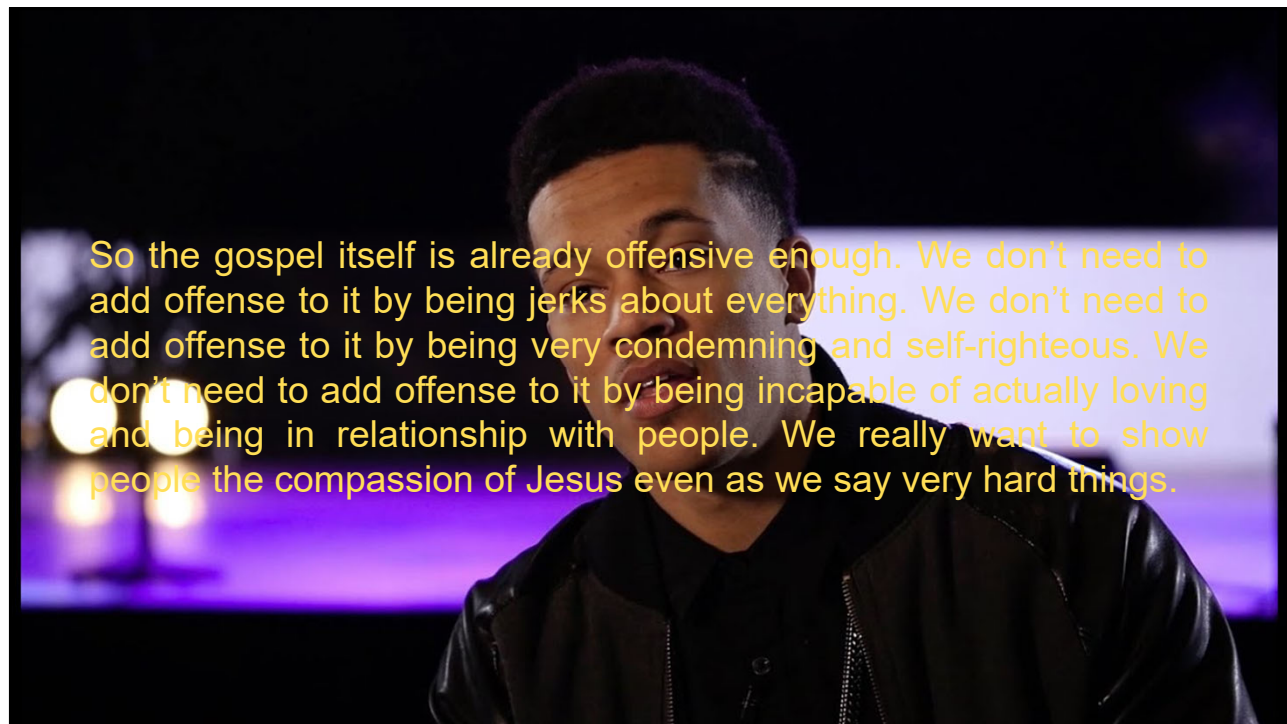 So the gospel itself is already offensive enough. We don’t need to
add offense to it by being jerks about everything. We don’t need to
add offense to it by being very condemning and self-righteous. We
don’t need to add offense to it by being incapable of actually loving
and being in relationship with people. We really want to show
people the compassion of Jesus even as we say very hard things.